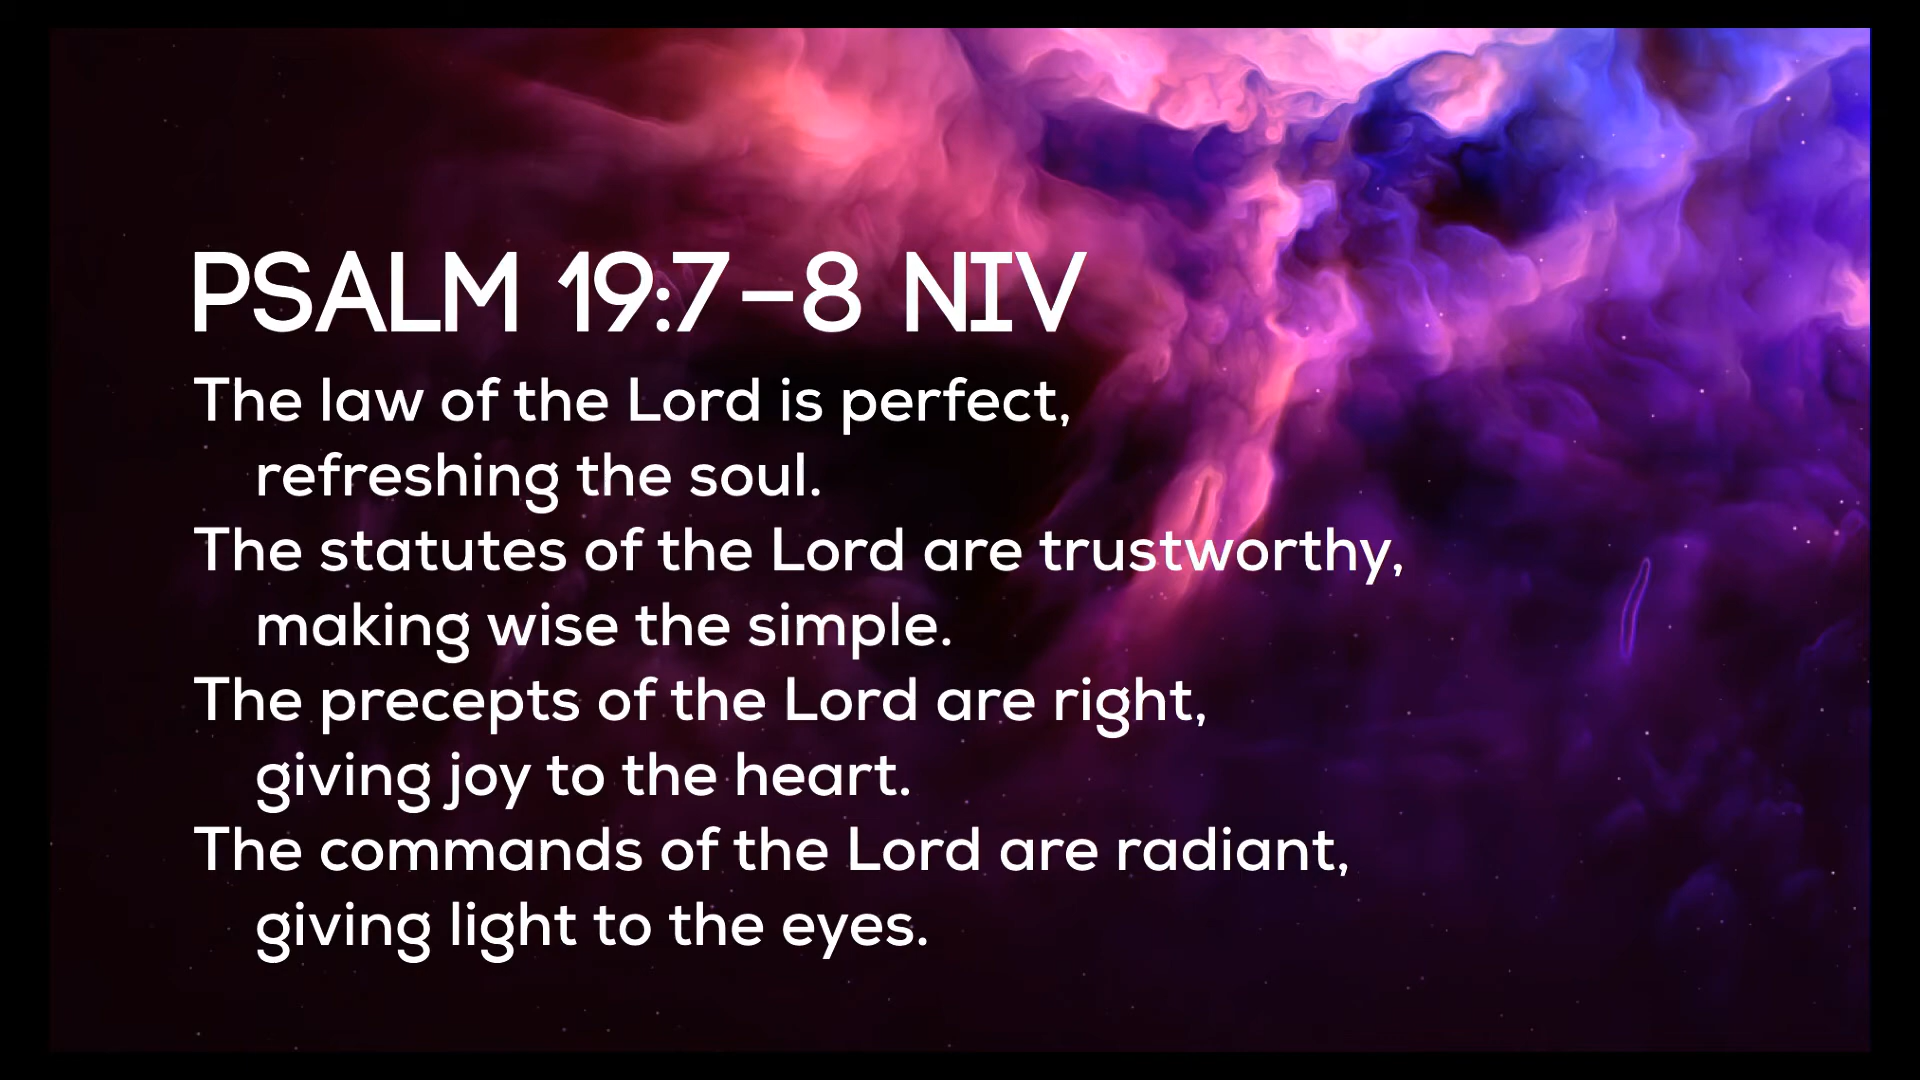 PSALM 19:7–8 NIV
The law of the Lord is perfect,
refreshing the soul.
The statutes of the Lord are trustworthy,
making wise the simple.
The precepts of the Lord are right,
giving joy to the heart.
The commands of the Lord are radiant,
giving light to the eyes.